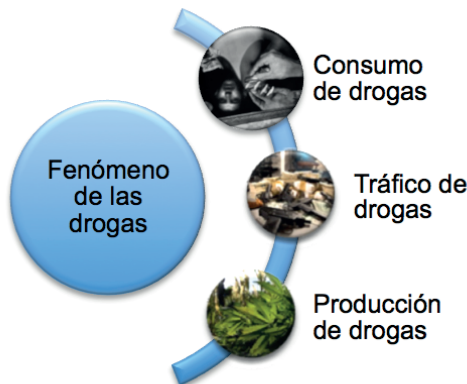 Fenómeno
de las
drogas
Consumo
de drogas
Tráfico de
drogas
Producción
de drogas